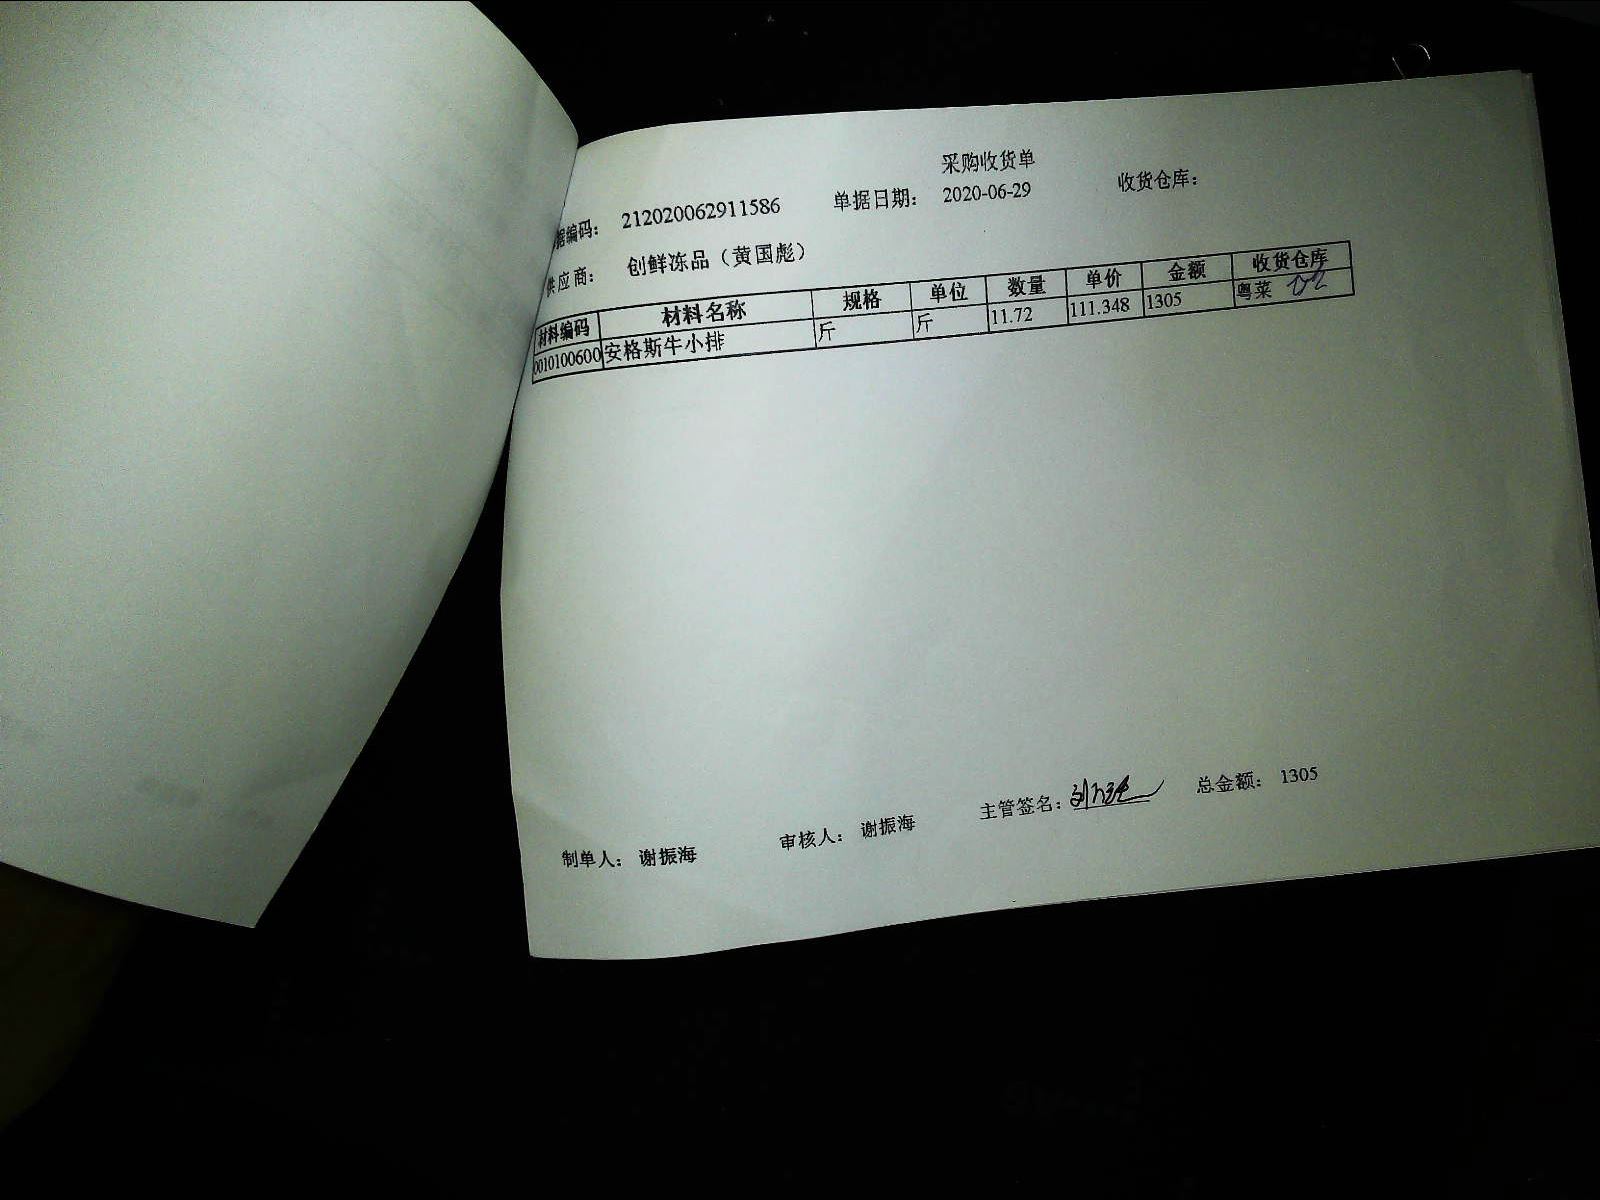 采购收货单
据编码： 212020062911586 单据日期： 2020-06-29 收货仓库：
供应商： 创鲜冻品（黄国彪）
材料编码 材料名称 规格 单位 数量 单价 金额 收货仓库
0010100600 安格斯牛小排 斤 斤 11.72 111.348 1305 粤菜
制单人： 谢振海 审核人： 谢振海 主管签名： 总金额： 1305